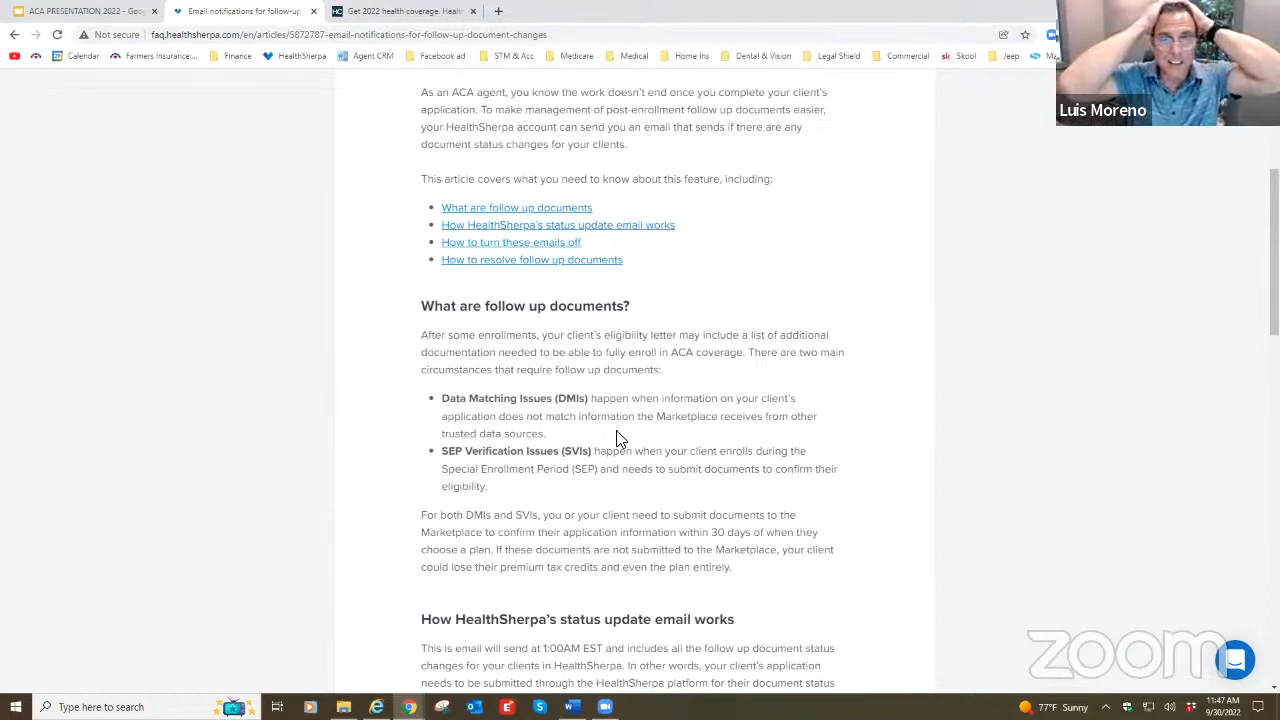 ACA PRESENTATION 2022 - Goo
Email notifications for follow-up
Get 2022 health coverage. Healt
Not secure
faq.healthsherpa.com/en/articles/5872787-email-notifications-for-follow-up-document-changes
Calendar
Farmers Insurance:...
Finance
HealthSherpa
Agent CRM
Facebook ad
STM & Acc
Medicare
Medical
Home Ins
Dental & Vision
Legal Shield
Commercial
Skool
Jeep
Luis Moreno
As an ACA agent, you know the work doesn't end once you complete your client's
application. To make management of post-enrollment follow up documents easier,
your HealthSherpa account can send you an email that sends if there are any
document status changes for your clients.
This article covers what you need to know about this feature, including:
What are follow up documents
How HealthSherpa's status update email works
How to turn these emails off
How to resolve follow up documents
What are follow up documents?
After some enrollments, your client's eligibility letter may include a list of additional
documentation needed to be able to fully enroll in ACA coverage. There are two main
circumstances that require follow up documents:
Data Matching Issues (DMIs) happen when information on your client's
application does not match information the Marketplace receives from other
trusted data sources.
SEP Verification Issues (SVIs) happen when your client enrolls during the
Special Enrollment Period (SEP) and needs to submit documents to confirm their
eligibility.
For both DMIs and SVIs, you or your client need to submit documents to the
Marketplace to confirm their application information within 30 days of when they
choose a plan. If these documents are not submitted to the Marketplace, your client
could lose their premium tax credits and even the plan entirely.
How HealthSherpa's status update email works
This is email will send at 1:00AM EST and includes all the follow up document status
changes for your clients in HealthSherpa. In other words, your client's application
needs to be submitted through the HealthSherpa platform for their document status
zoom
Type here to search
77°F Sunny
11:47 AM
9/30/2022